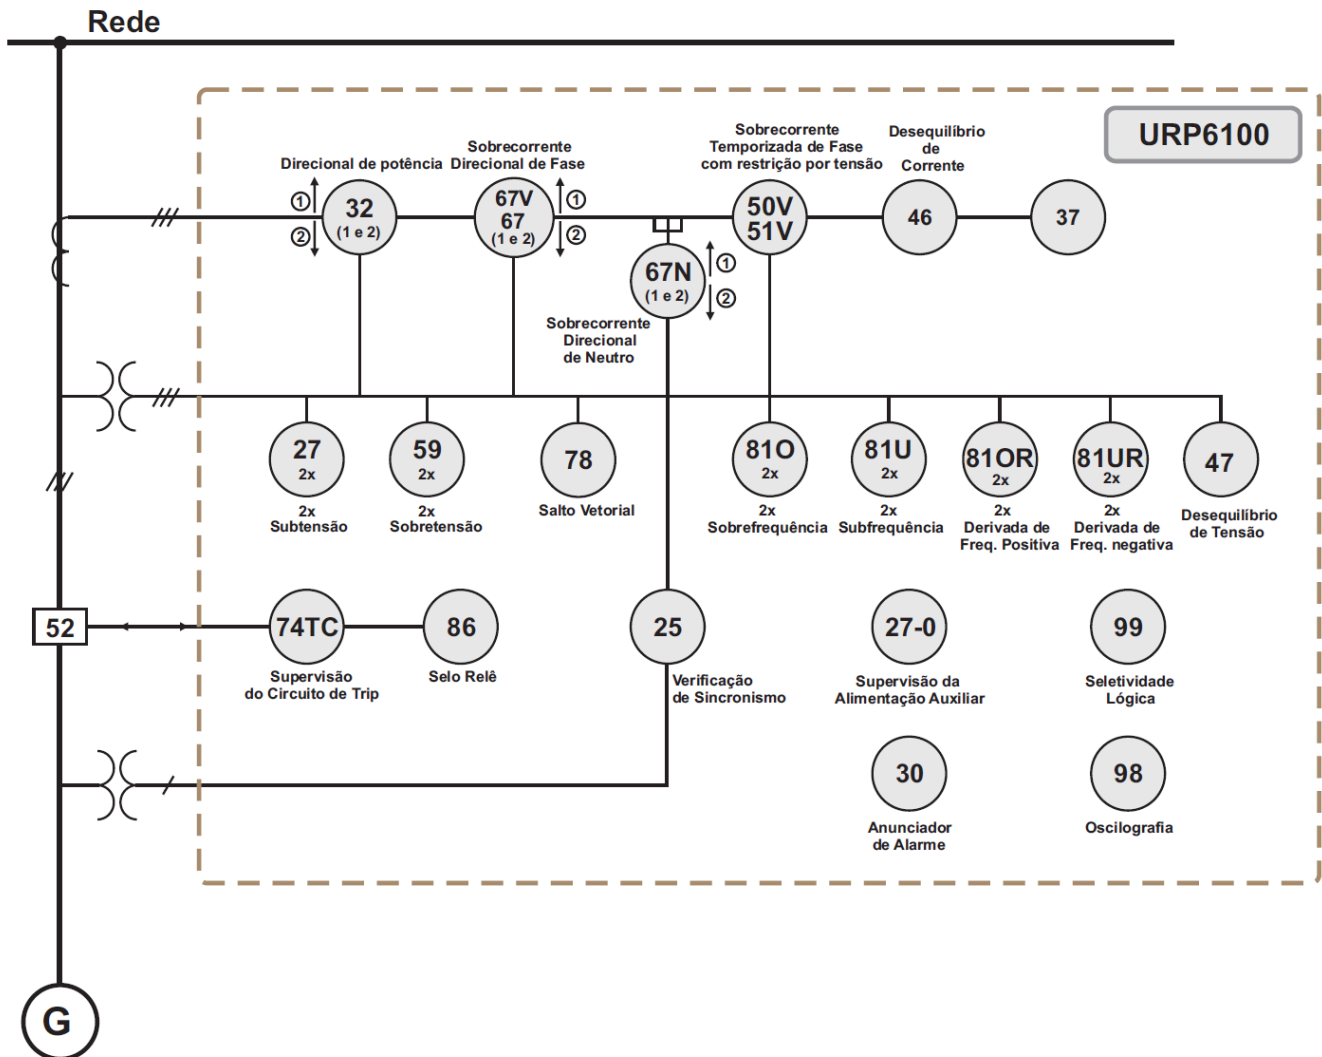 Rede
URP6100
Direcional de potência
Sobrecorrente
Direcional de Fase
Sobrecorrente
Temporizada de Fase
com restrição por tensão
Desequilíbrio
de
Corrente
1
2
32
(1 e 2)
67V
67
(1 e 2)
1
2
50V
51V
46
37
67N
(1 e 2)
1
2
Sobrecorrente
Direcional
de Neutro
27
2x
2x
Subtensão
59
2x
2x
Sobretensão
78
Salto Vetorial
81O
2x
2x
Sobrefrequência
81U
2x
2x
Subfrequência
81OR
2x
2x
Derivada de
Freq. Positiva
81UR
2x
2x
Derivada de
Freq. negativa
47
Desequilíbrio
de Tensão
52
74TC
Supervisão
do Circuito de Trip
86
Selo Relê
25
Verificação
de Sincronismo
27-0
Supervisão da
Alimentação Auxiliar
99
Seletividade
Lógica
30
Anunciador
de Alarme
98
Oscilografia
G